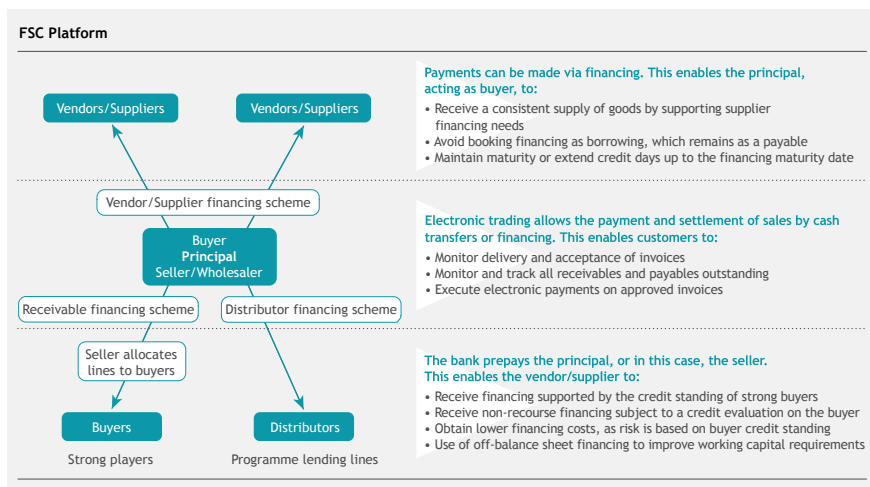 FSC Platform
Vendors/Suppliers
Vendors/Suppliers
Vendor/Supplier financing scheme
Buyer
Principal
Seller/Wholesaler
Receivable financing scheme
Distributor financing scheme
Seller allocates
lines to buyers
Buyers
Distributors
Strong players
Programme lending lines
Payments can be made via financing. This enables the principal,
acting as buyer, to:
• Receive a consistent supply of goods by supporting supplier
financing needs
• Avoid booking financing as borrowing, which remains as a payable
• Maintain maturity or extend credit days up to the financing maturity date
Electronic trading allows the payment and settlement of sales by cash
transfers or financing. This enables customers to:
• Monitor delivery and acceptance of invoices
• Monitor and track all receivables and payables outstanding
• Execute electronic payments on approved invoices
The bank prepays the principal, or in this case, the seller.
This enables the vendor/supplier to:
• Receive financing supported by the credit standing of strong buyers
• Receive non-recourse financing subject to a credit evaluation on the buyer
• Obtain lower financing costs, as risk is based on buyer credit standing
• Use of off-balance sheet financing to improve working capital requirements